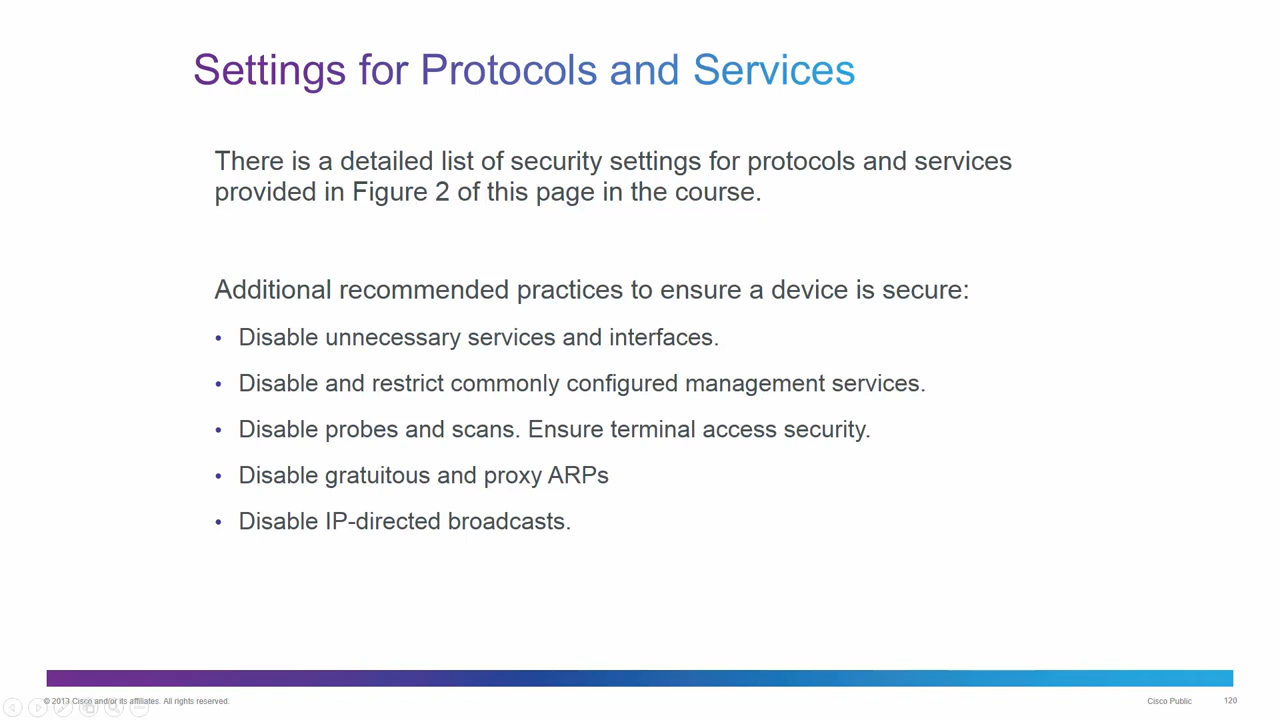 Settings for Protocols and Services
There is a detailed list of security settings for protocols and services
provided in Figure 2 of this page in the course.
Additional recommended practices to ensure a device is secure:
• Disable unnecessary services and interfaces.
• Disable and restrict commonly configured management services.
• Disable probes and scans. Ensure terminal access security.
• Disable gratuitous and proxy ARPs
• Disable IP-directed broadcasts.
© 2013 Cisco and/or its affiliates. All rights reserved.
Cisco Public
120